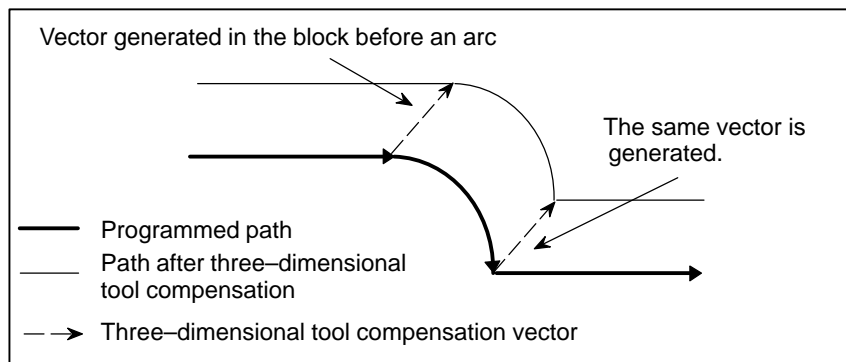 Vector generated in the block before an arc
The same vector is
generated.
Programmed path
Path after three–dimensional
tool compensation
Three–dimensional tool compensation vector